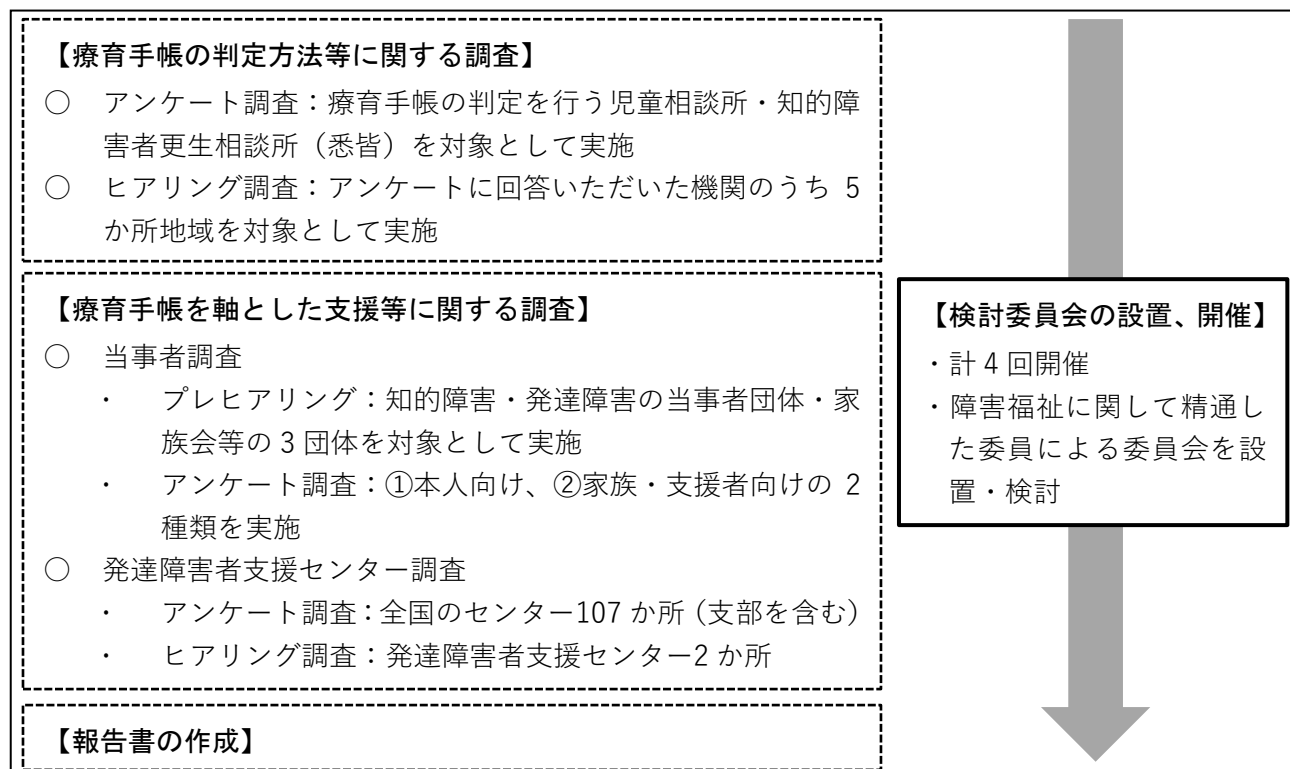 【療育手帳の判定方法等に関する調査】
○ アンケート調査：療育手帳の判定を行う児童相談所・知的障
害者更生相談所（悉皆）を対象として実施
○ ヒアリング調査：アンケートに回答いただいた機関のうち 5
か所地域を対象として実施
【療育手帳を軸とした支援等に関する調査】
○ 当事者調査
・ プレヒアリング：知的障害・発達障害の当事者団体・家
族会等の 3 団体を対象として実施
・ アンケート調査：①本人向け、②家族・支援者向けの 2
種類を実施
○ 発達障害者支援センター調査
・ アンケート調査：全国のセンター107 か所（支部を含む）
・ ヒアリング調査：発達障害者支援センター2 か所
【報告書の作成】
【検討委員会の設置、開催】
・計 4 回開催
・障害福祉に関して精通し
た委員による委員会を設
置・検討